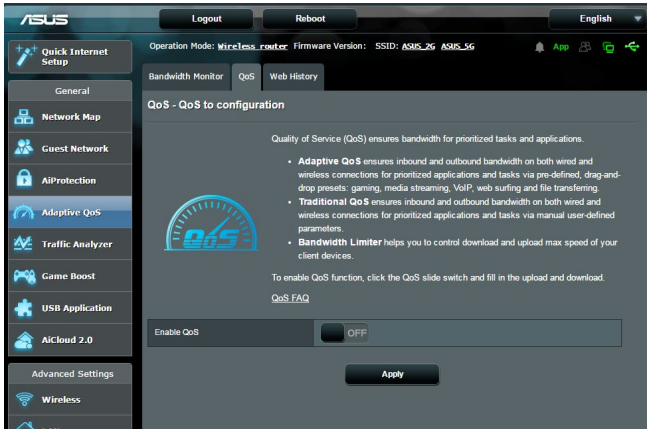 ASUS
Logout
Reboot
English
Quick Internet
Setup
Operation Mode: Wireless router Firmware Version: SSID: ASUS_2G ASUS_5G
App
Bandwidth Monitor QoS Web History
General
QoS - QoS to configuration
Network Map
Guest Network
AiProtection
Adaptive QoS
Traffic Analyzer
Game Boost
USB Application
AiCloud 2.0
Advanced Settings
Wireless
QoS
Quality of Service (QoS) ensures bandwidth for prioritized tasks and applications.
• Adaptive QoS ensures inbound and outbound bandwidth on both wired and
wireless connections for prioritized applications and tasks via pre-defined, drag-and-
drop presets: gaming, media streaming, VoIP, web surfing and file transferring.
• Traditional QoS ensures inbound and outbound bandwidth on both wired and
wireless connections for prioritized applications and tasks via manual user-defined
parameters.
• Bandwidth Limiter helps you to control download and upload max speed of your
client devices.
To enable QoS function, click the QoS slide switch and fill in the upload and download.
QoS FAQ
Enable QoS
OFF
Apply